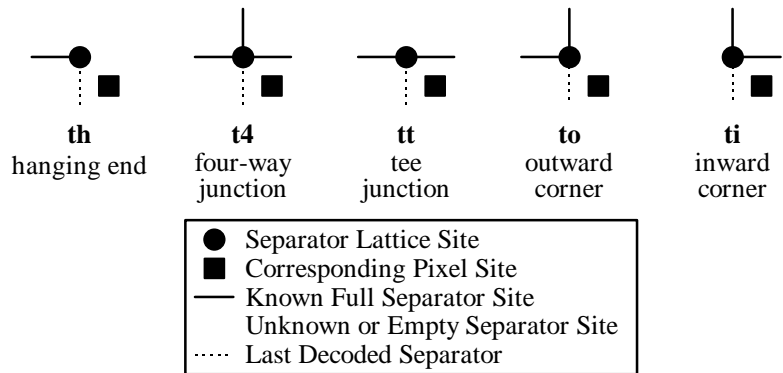 th
hanging end
t4
four-way
junction
tt
tee
junction
to
outward
corner
ti
inward
corner
Separator Lattice Site
Corresponding Pixel Site
Known Full Separator Site
Unknown or Empty Separator Site
Last Decoded Separator